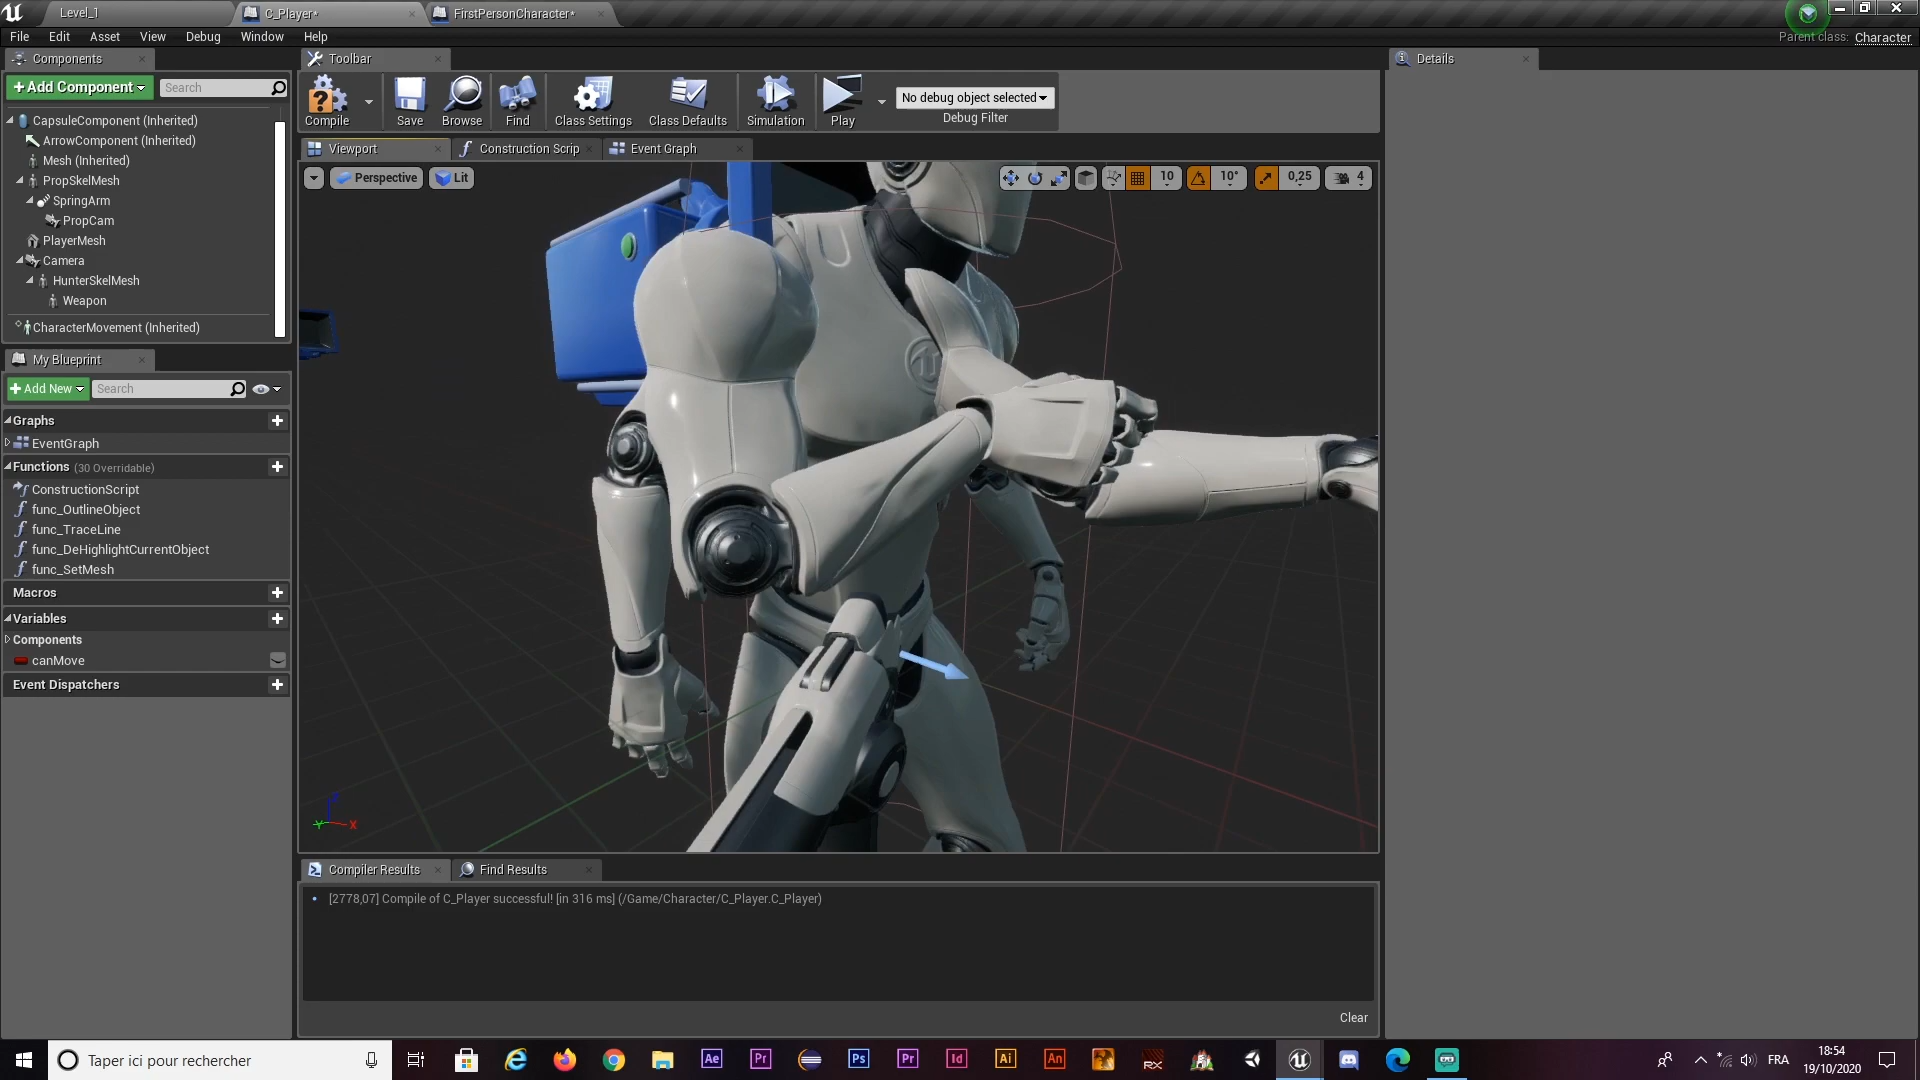 Level_1
C_Player*
FirstPersonCharacter*
File Edit Asset View Debug Window Help
Parent class: Character
Components
Toolbar
Details
+Add Component
Search
Compile
Save
Browse
Find
Class Settings
Class Defaults
Simulation
Play
No debug object selected
Debug Filter
CapsuleComponent (Inherited)
ArrowComponent (Inherited)
Mesh (Inherited)
PropSkelMesh
SpringArm
PropCam
PlayerMesh
Camera
HunterSkelMesh
Weapon
CharacterMovement (Inherited)
Viewport
Construction Scrip
Event Graph
Perspective
Lit
10
10°
0,25
4
My Blueprint
+Add New
Search
Graphs
EventGraph
Functions (30 Overridable)
ConstructionScript
func_OutlineObject
func_TraceLine
func_DeHighlightCurrentObject
func_SetMesh
Macros
Variables
Components
canMove
Event Dispatchers
Y X
Compiler Results
Find Results
[2778,07] Compile of C_Player successful! [in 316 ms] (/Game/Character/C_Player.C_Player)
Clear
Taper ici pour rechercher
Ae
Pr
Ps
Pr
Id
Ai
An
RX
FRA
18:54
19/10/2020